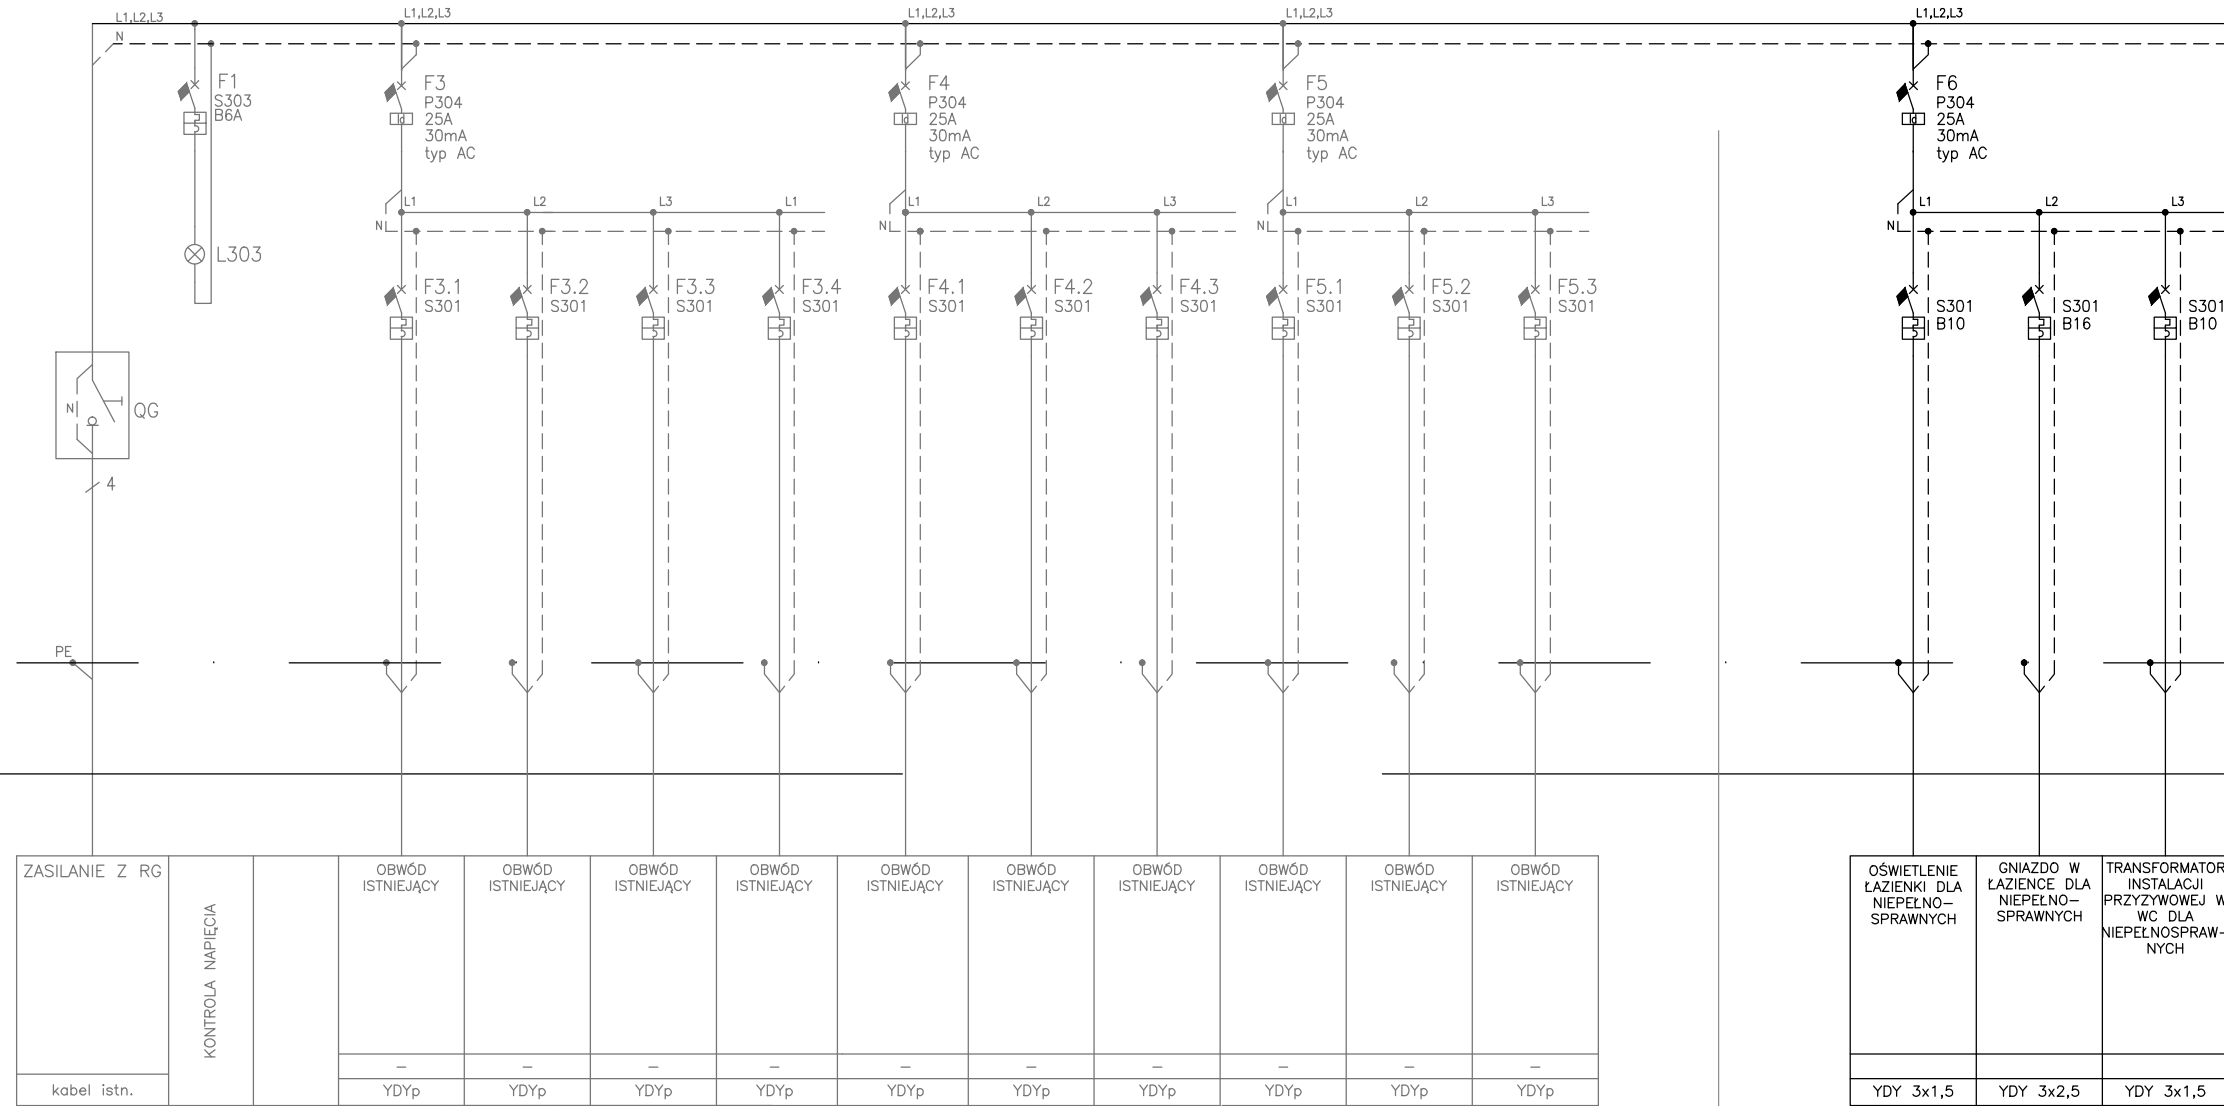 L1,L2,L3
L1,L2,L3
L1,L2,L3
L1,L2,L3
L1,L2,L3
N
F1
S303
B6A
F3
P304
25A
30mA
typ AC
F4
P304
25A
30mA
typ AC
F5
P304
25A
30mA
typ AC
F6
P304
25A
30mA
typ AC
L1
L2
L3
L1
N
L1
L2
L3
N
L1
L2
L3
N
L1
L2
L3
N
L303
F3.1
S301
F3.2
S301
F3.3
S301
F3.4
S301
F4.1
S301
F4.2
S301
F4.3
S301
F5.1
S301
F5.2
S301
F5.3
S301
S301
B10
S301
B16
S301
B10
N
QG
4
PE
ZASILANIE Z RG
kabel istn.
KONTROLA NAPIĘCIA
OBWÓD
ISTNIEJĄCY
–
YDYp
OBWÓD
ISTNIEJĄCY
–
YDYp
OBWÓD
ISTNIEJĄCY
–
YDYp
OBWÓD
ISTNIEJĄCY
–
YDYp
OBWÓD
ISTNIEJĄCY
–
YDYp
OBWÓD
ISTNIEJĄCY
–
YDYp
OBWÓD
ISTNIEJĄCY
–
YDYp
OBWÓD
ISTNIEJĄCY
–
YDYp
OBWÓD
ISTNIEJĄCY
–
YDYp
OBWÓD
ISTNIEJĄCY
–
YDYp
OŚWIETLENIE
ŁAZIENKI DLA
NIEPEŁNO–
SPRAWNYCH
YDY 3x1,5
GNIAZDO W
ŁAZIENCE DLA
NIEPEŁNO–
SPRAWNYCH
YDY 3x2,5
TRANSFORMATOR
INSTALACJI
PRZYZYWOWEJ W
WC DLA
NIEPEŁNOSPRAW–
NYCH
YDY 3x1,5